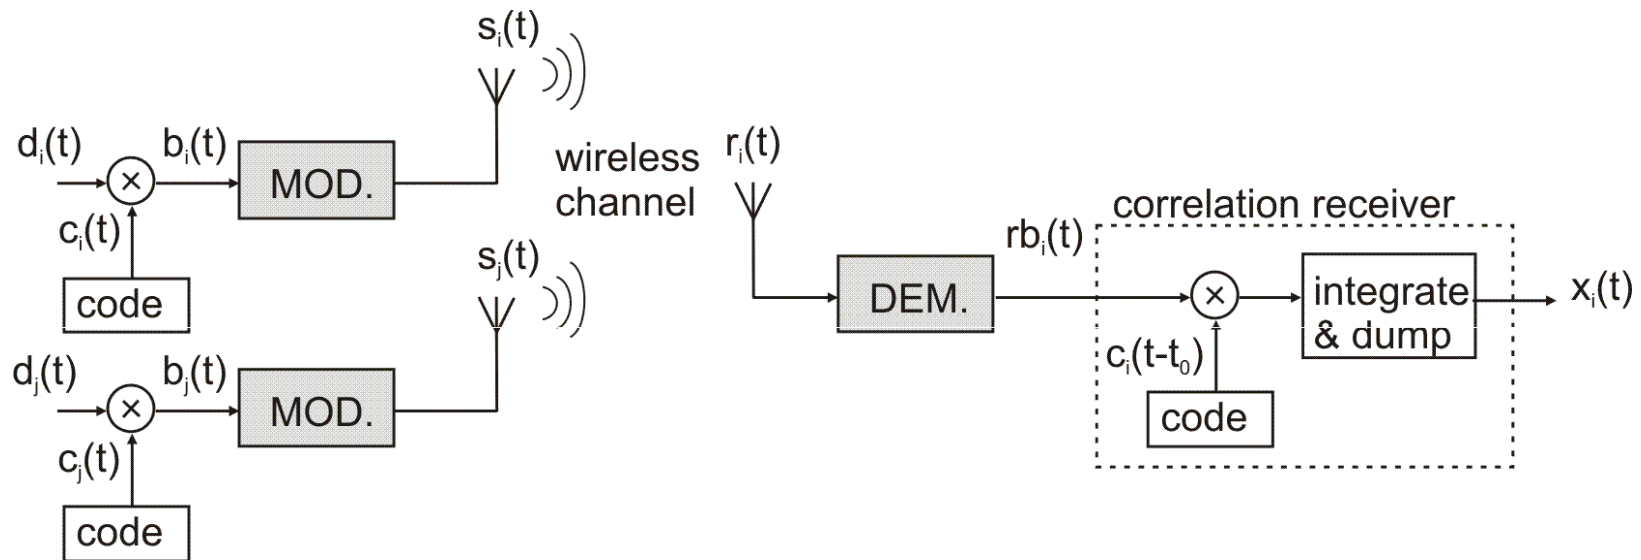 sᵢ(t)
dᵢ(t)
bᵢ(t)
×
MOD.
cᵢ(t)
code
wireless
channel
rᵢ(t)
sⱼ(t)
dⱼ(t)
bⱼ(t)
×
MOD.
cⱼ(t)
code
DEM.
rbᵢ(t)
correlation receiver
×
integrate
& dump
xᵢ(t)
cᵢ(t-t₀)
code